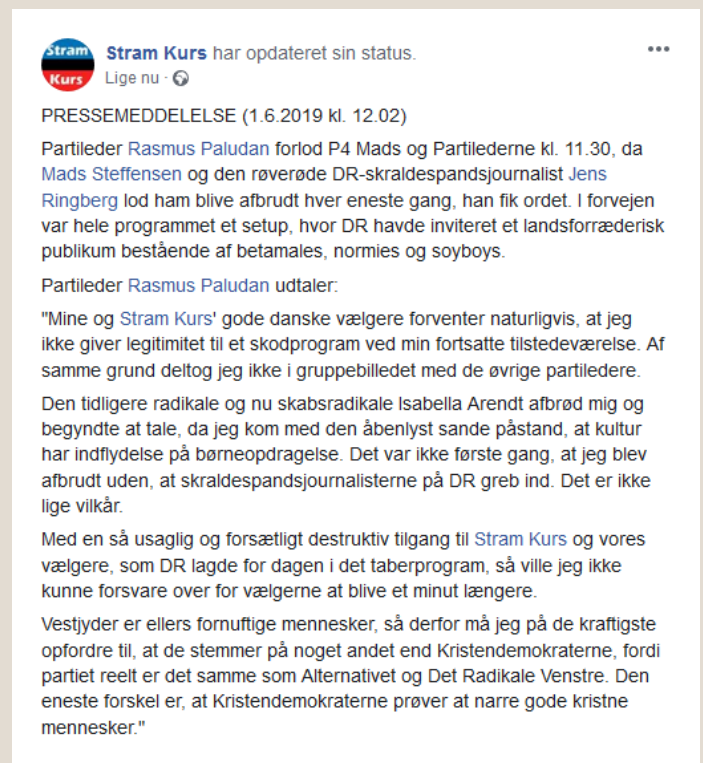 Stram
Kurs
Stram Kurs har opdateret sin status.
Lige nu ·
PRESSEMEDDELELSE (1.6.2019 kl. 12.02)
Partileder Rasmus Paludan forlod P4 Mads og Partilederne kl. 11.30, da
Mads Steffensen og den røverøde DR-skraldespandsjournalist Jens
Ringberg lod ham blive afbrudt hver eneste gang, han fik ordet. I forvejen
var hele programmet et setup, hvor DR havde inviteret et landsforræderisk
publikum bestående af betamales, normies og soyboys.
Partileder Rasmus Paludan udtaler:
"Mine og Stram Kurs' gode danske vælgere forventer naturligvis, at jeg
ikke giver legitimitet til et skodprogram ved min fortsatte tilstedeværelse. Af
samme grund deltog jeg ikke i gruppebilledet med de øvrige partiledere.
Den tidligere radikale og nu skabsradikale Isabella Arendt afbrød mig og
begyndte at tale, da jeg kom med den åbenlyst sande påstand, at kultur
har indflydelse på børneopdragelse. Det var ikke første gang, at jeg blev
afbrudt uden, at skraldespandsjournalisterne på DR greb ind. Det er ikke
lige vilkår.
Med en så usaglig og forsætligt destruktiv tilgang til Stram Kurs og vores
vælgere, som DR lagde for dagen i det taberprogram, så ville jeg ikke
kunne forsvare over for vælgerne at blive et minut længere.
Vestjyder er ellers fornuftige mennesker, så derfor må jeg på de kraftigste
opfordre til, at de stemmer på noget andet end Kristendemokraterne, fordi
partiet reelt er det samme som Alternativet og Det Radikale Venstre. Den
eneste forskel er, at Kristendemokraterne prøver at narre gode kristne
mennesker."